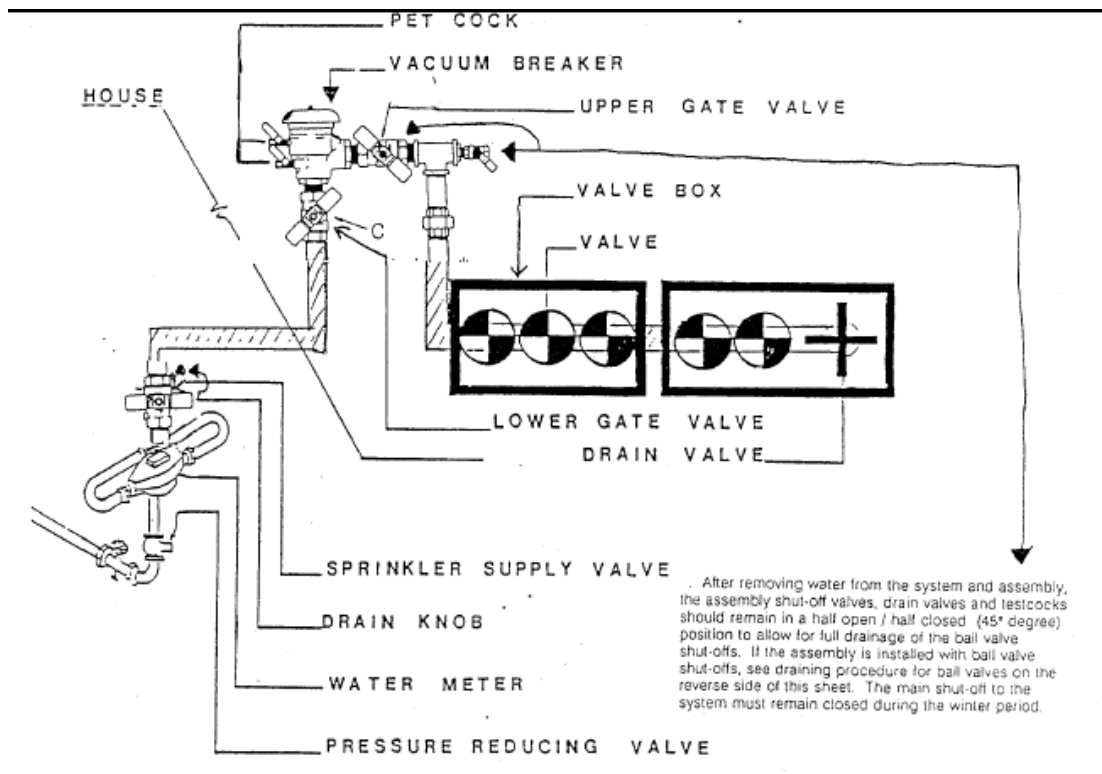 PET COCK
VACUUM BREAKER
HOUSE
UPPER GATE VALVE
VALVE BOX
C
VALVE
LOWER GATE VALVE
DRAIN VALVE
SPRINKLER SUPPLY VALVE
DRAIN KNOB
WATER METER
PRESSURE REDUCING VALVE
. After removing water from the system and assembly,
the assembly shut-off valves, drain valves and testcocks
should remain in a half open / half closed (45° degree)
position to allow for full drainage of the ball valve
shut-offs. If the assembly is installed with ball valve
shut-offs, see draining procedure for ball valves on the
reverse side of this sheet. The main shut-off to the
system must remain closed during the winter period.